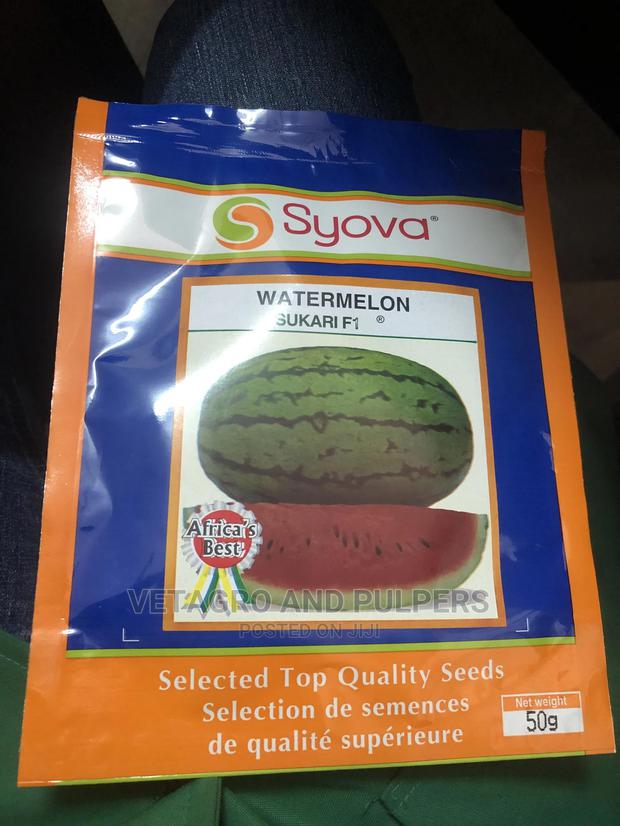 Syova®
WATERMELON
SUKARI F1 ®
Africa's
Best
VETAGRO AND PULPERS
POSTED ON JIJI
Selected Top Quality Seeds
Selection de semences
de qualité supérieure
Net weight
50g